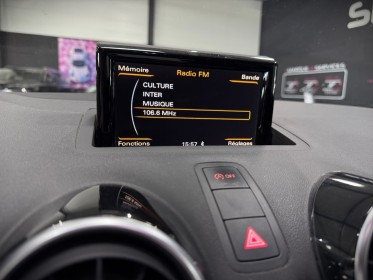 Mémoire
Radio FM
Bande
CULTURE
INTER
MUSIQUE
106.6 MHz
Fonctions
15:57
Réglages
OFF